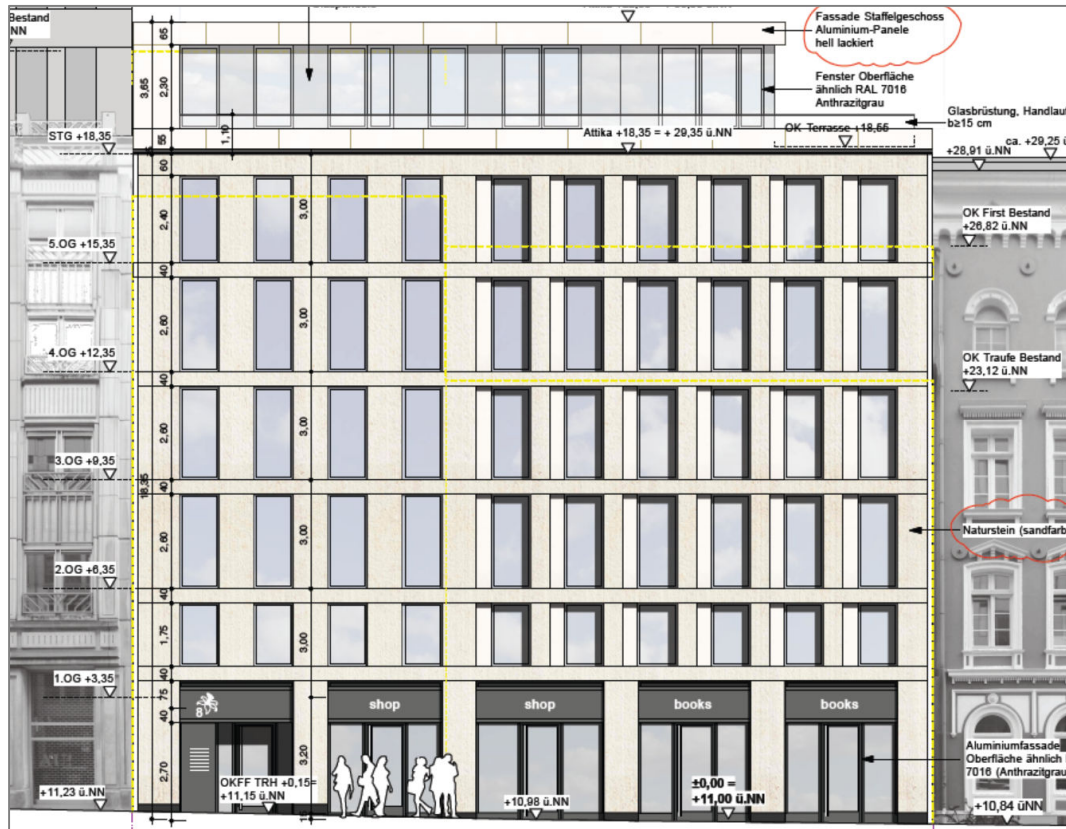 Bestand
ü.NN
Fassade Staffelgeschoss
Aluminium-Panele
hell lackiert
Fenster Oberfläche
ähnlich RAL 7016
Anthrazitgrau
Glasbrüstung, Handlauf
b≥15 cm
65
3,65
2,30
1,10
55
STG +18,35
Attika +18,35 = + 29,35 ü.NN
OK Terrasse +18,55
ca. +29,25 ü
+28,91 ü.NN
60
2,40
3,00
OK First Bestand
+26,82 ü.NN
5.OG +15,35
40
2,60
3,00
4.OG +12,35
OK Traufe Bestand
+23,12 ü.NN
40
2,60
3,00
3.OG +9,35
18,35
40
2,60
3,00
Naturstein (sandfarb
2.OG +6,35
40
1,75
3,00
1.OG +3,35
40
75
40
8
shop
shop
books
books
2,70
3,20
Aluminiumfassade
Oberfläche ähnlich
7016 (Anthrazitgrau
+11,23 ü.NN
OKFF TRH +0,15=
+11,15 ü.NN
+10,98 ü.NN
±0,00 =
+11,00 ü.NN
+10,84 üNN